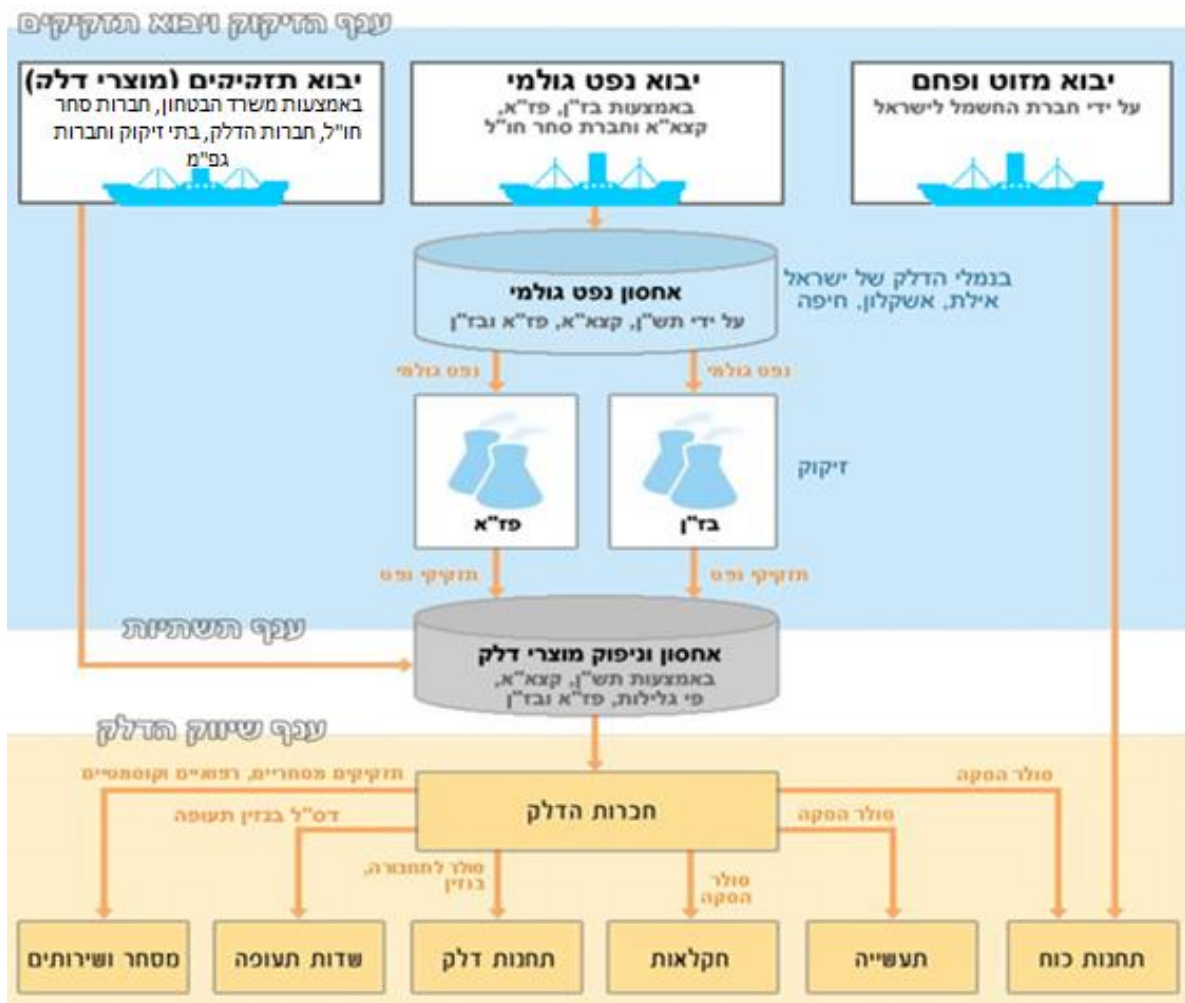 ענף הזיקוק ויבוא תזקיקים
יבוא תזקיקים (מוצרי דלק)
באמצעות משרד הבטחון, חברות סחר
חו"ל, חברות הדלק, בתי זיקוק וחברות
גפ"מ
יבוא נפט גולמי
באמצעות בז"ן, פז"א,
קצא"א וחברת סחר חו"ל
יבוא מזוט ופחם
על ידי חברת החשמל לישראל
אחסון נפט גולמי
על ידי תש"ן, קצא"א, פז"א ובז"ן
בנמלי הדלק של ישראל
אילת, אשקלון, חיפה
נפט גולמי
נפט גולמי
פז"א
בז"ן
זיקוק
תזקיקי נפט
תזקיקי נפט
ענף תשתיות
אחסון וניפוק מוצרי דלק
באמצעות תש"ן, קצא"א,
פי גלילות, פז"א ובז"ן
ענף שיווק הדלק
תזקיקים מסחריים, רפואיים וקוסמטיים
דס"ל בנזין תעופה
חברות הדלק
סולר הסקה
סולר הסקה
סולר לתחבורה,
בנזין
סולר
הסקה
מסחר ושירותים
שדות תעופה
תחנות דלק
חקלאות
תעשייה
תחנות כוח